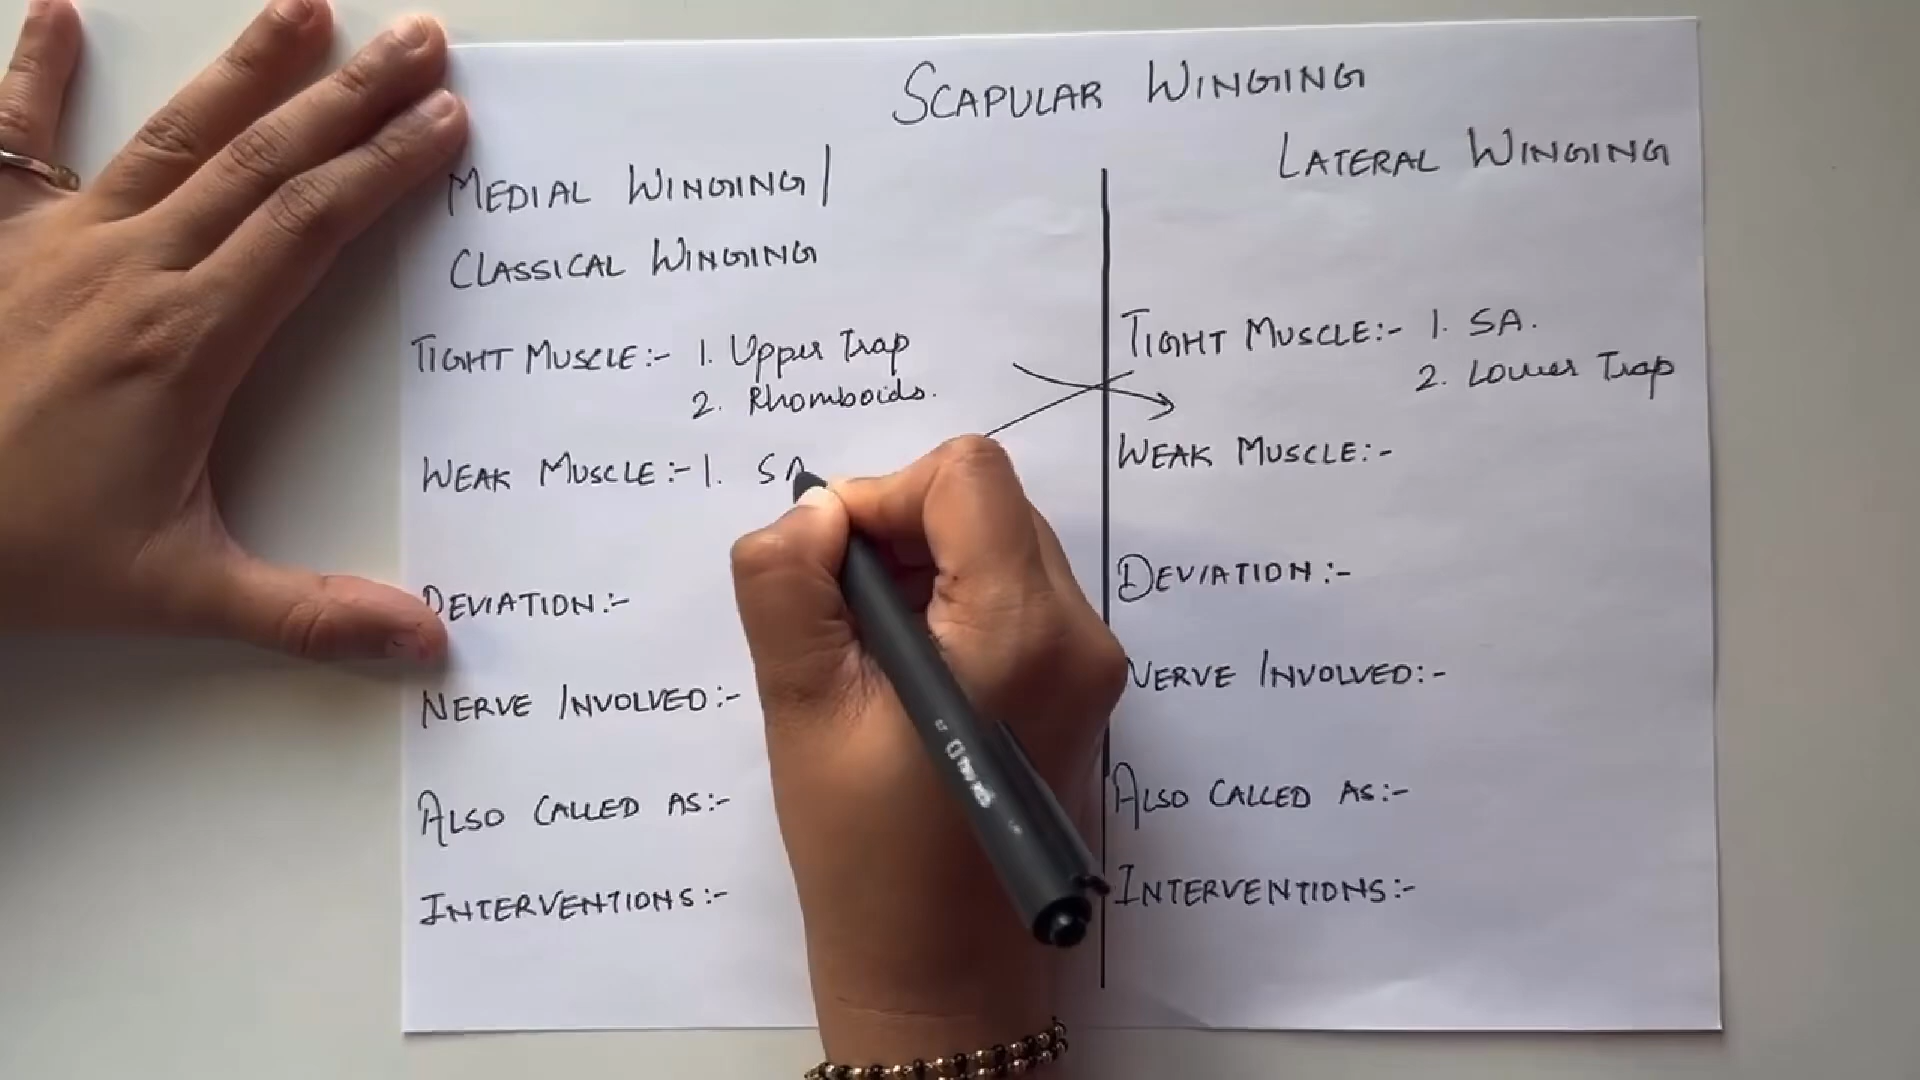 SCAPULAR WINGING
MEDIAL WINGING/
CLASSICAL WINGING
TIGHT MUSCLE:- 1. Upper Trap
2. Rhomboids.
WEAK MUSCLE:- 1. SA
DEVIATION:-
NERVE INVOLVED:-
ALSO CALLED AS:-
INTERVENTIONS:-
LATERAL WINGING
TIGHT MUSCLE:- 1. SA.
2. Lower Trap
WEAK MUSCLE:-
DEVIATION:-
NERVE INVOLVED:-
ALSO CALLED AS:-
INTERVENTIONS:-